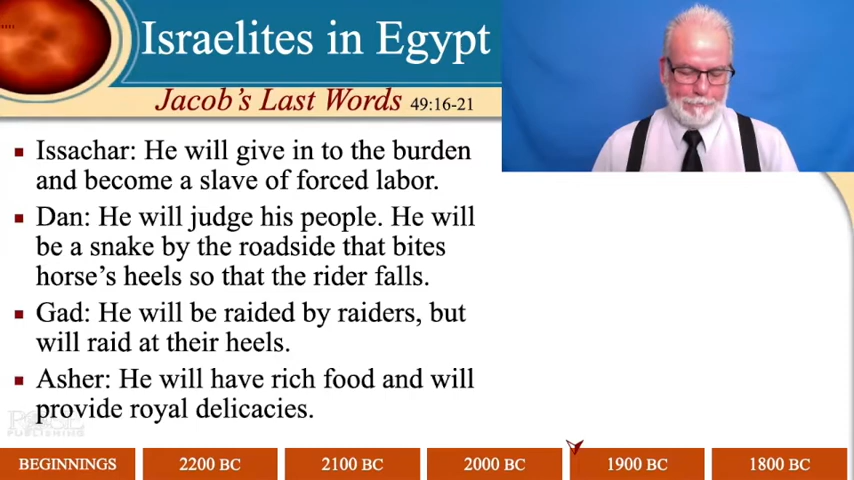 Israelites in Egypt
Jacob's Last Words 49:16-21
▪ Issachar: He will give in to the burden
and become a slave of forced labor.
▪ Dan: He will judge his people. He will
be a snake by the roadside that bites
horse's heels so that the rider falls.
▪ Gad: He will be raided by raiders, but
will raid at their heels.
▪ Asher: He will have rich food and will
provide royal delicacies.
PUBLISHING
BEGINNINGS
2200 BC
2100 BC
2000 BC
1900 BC
1800 BC